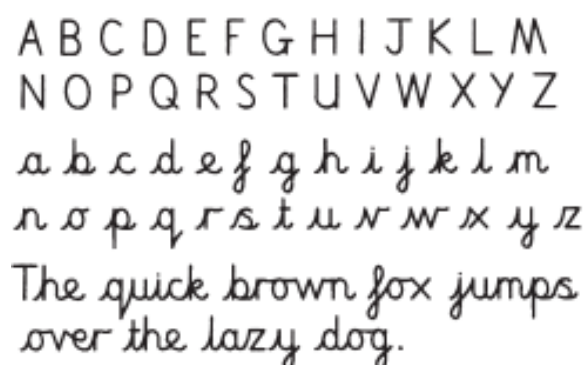 A B C D E F G H I J K L M
N O P Q R S T U V W X Y Z
a b c d e f g h i j k l m
n o p q r s t u v w x y z
The quick brown fox jumps
over the lazy dog.